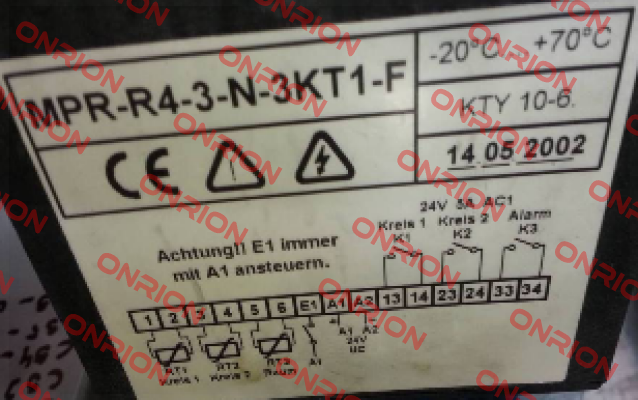 MPR-R4-3-N-3KT1-F
-20°C +70°C
KTY 10-6.
14.05.2002
CE
Achtung!! E1 immer
mit A1 ansteuern.
24V 3A AC1
Kreis 1 Kreis 2 Alarm
K1 K2 K3
1 2 3 4 5 6 E1 A1 A2 13 14 23 24 33 34
RT1 RT2 RT3 A1 A1 A2
Kreis 1 Kreis 2 Raum 24V
UC
ONRION